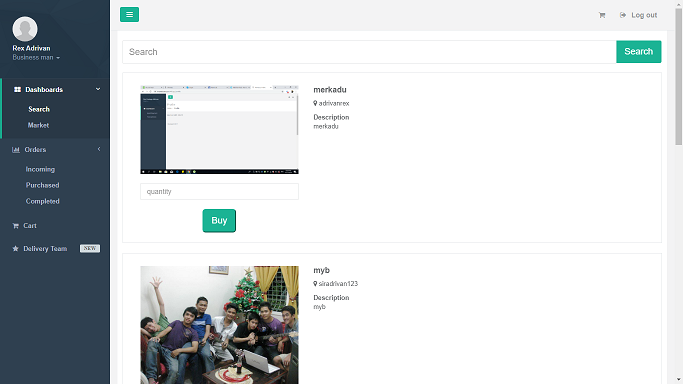 Log out
Rex Adrivan
Business man
Dashboards
Search
Market
Orders
Incoming
Purchased
Completed
Cart
Delivery Team NEW
Search Search
merkadu
adrivanrex
Description
merkadu
quantity
Buy
myb
siradrivan123
Description
myb